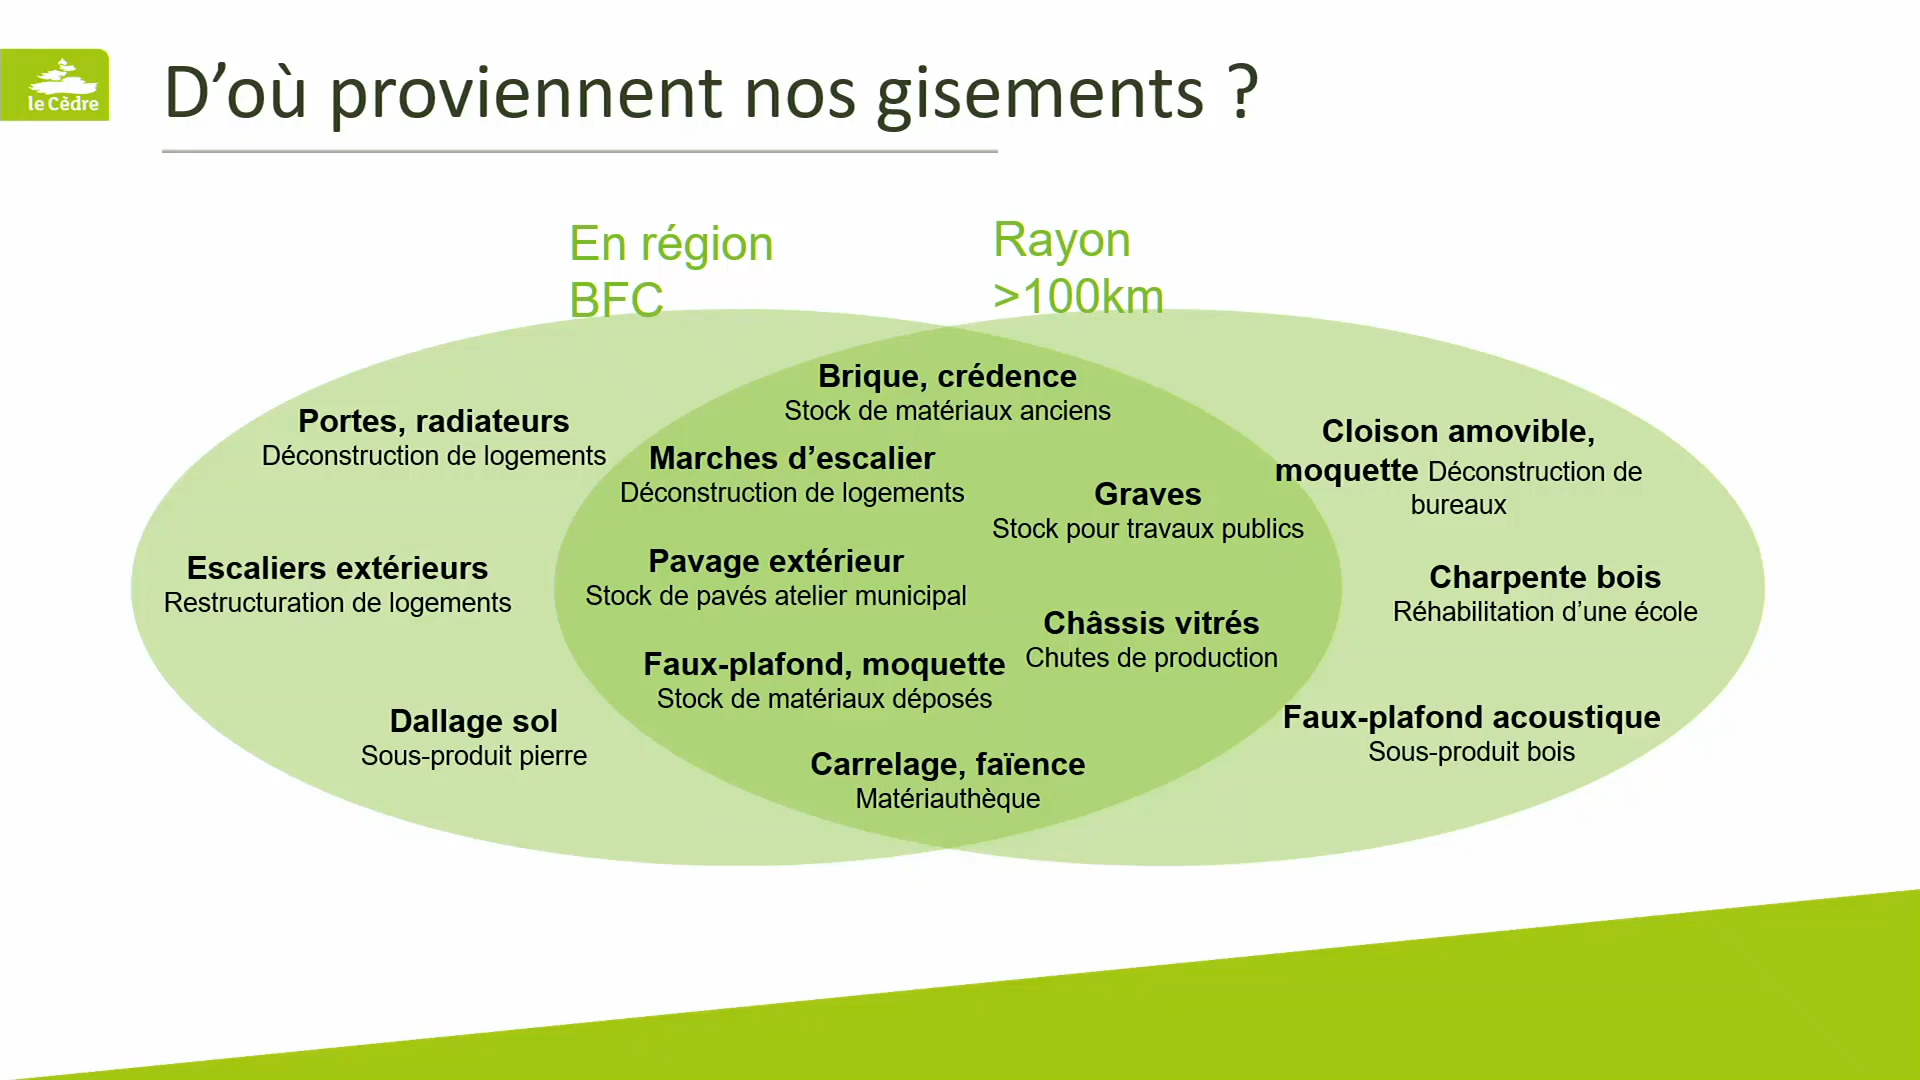 le Cèdre
D’où proviennent nos gisements ?
En région
BFC
Rayon
>100km
Portes, radiateurs
Déconstruction de logements
Escaliers extérieurs
Restructuration de logements
Dallage sol
Sous-produit pierre
Brique, crédence
Stock de matériaux anciens
Marches d’escalier
Déconstruction de logements
Graves
Stock pour travaux publics
Pavage extérieur
Stock de pavés atelier municipal
Châssis vitrés
Chutes de production
Faux-plafond, moquette
Stock de matériaux déposés
Carrelage, faïence
Matériauthèque
Cloison amovible,
moquette Déconstruction de
bureaux
Charpente bois
Réhabilitation d’une école
Faux-plafond acoustique
Sous-produit bois